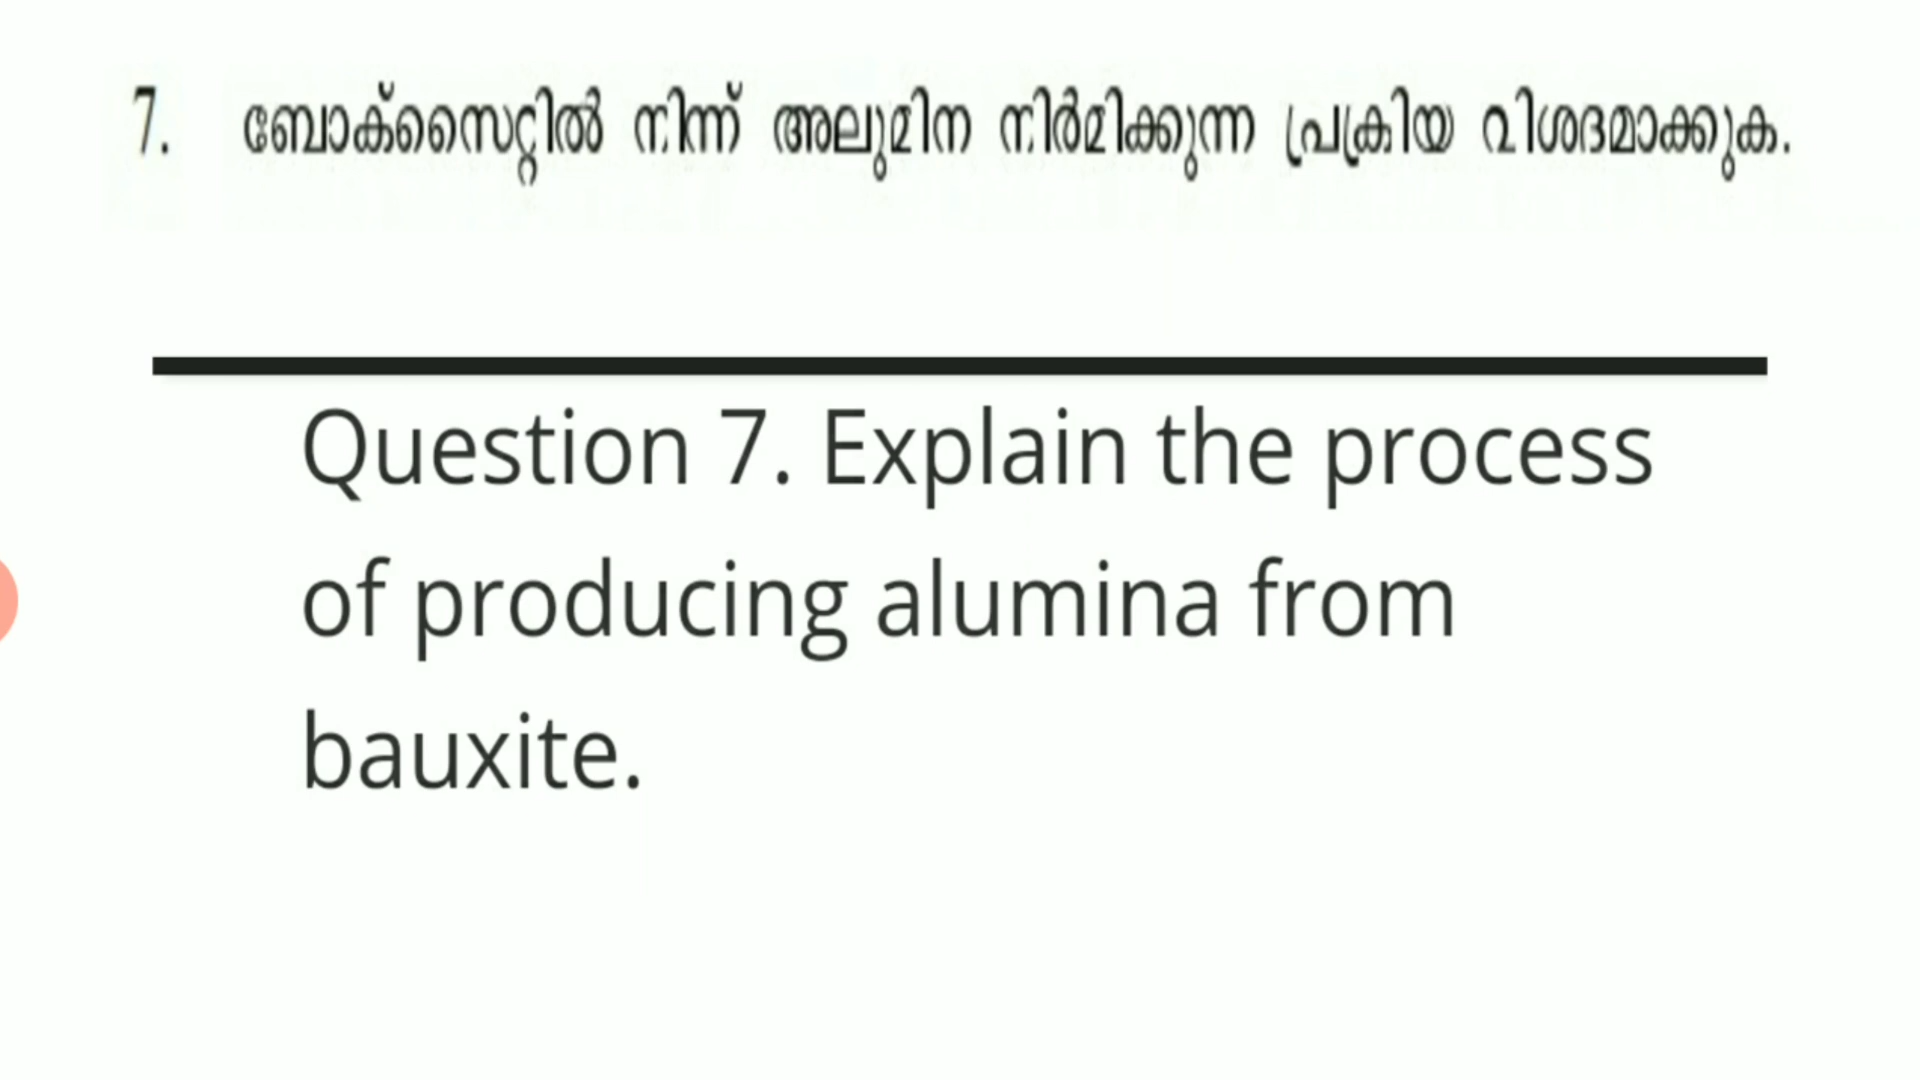 7. ബോക്സൈറ്റിൽ നിന്ന് അലുമിന നിർമിക്കുന്ന പ്രക്രിയ വിശദമാക്കുക.
Question 7. Explain the process
of producing alumina from
bauxite.